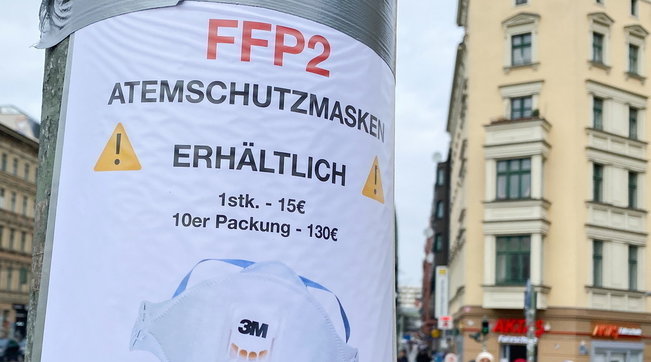 FFP2
ATEMSCHUTZMASKEN
ERHÄLTLICH
1stk. - 15€
10er Packung - 130€
3M